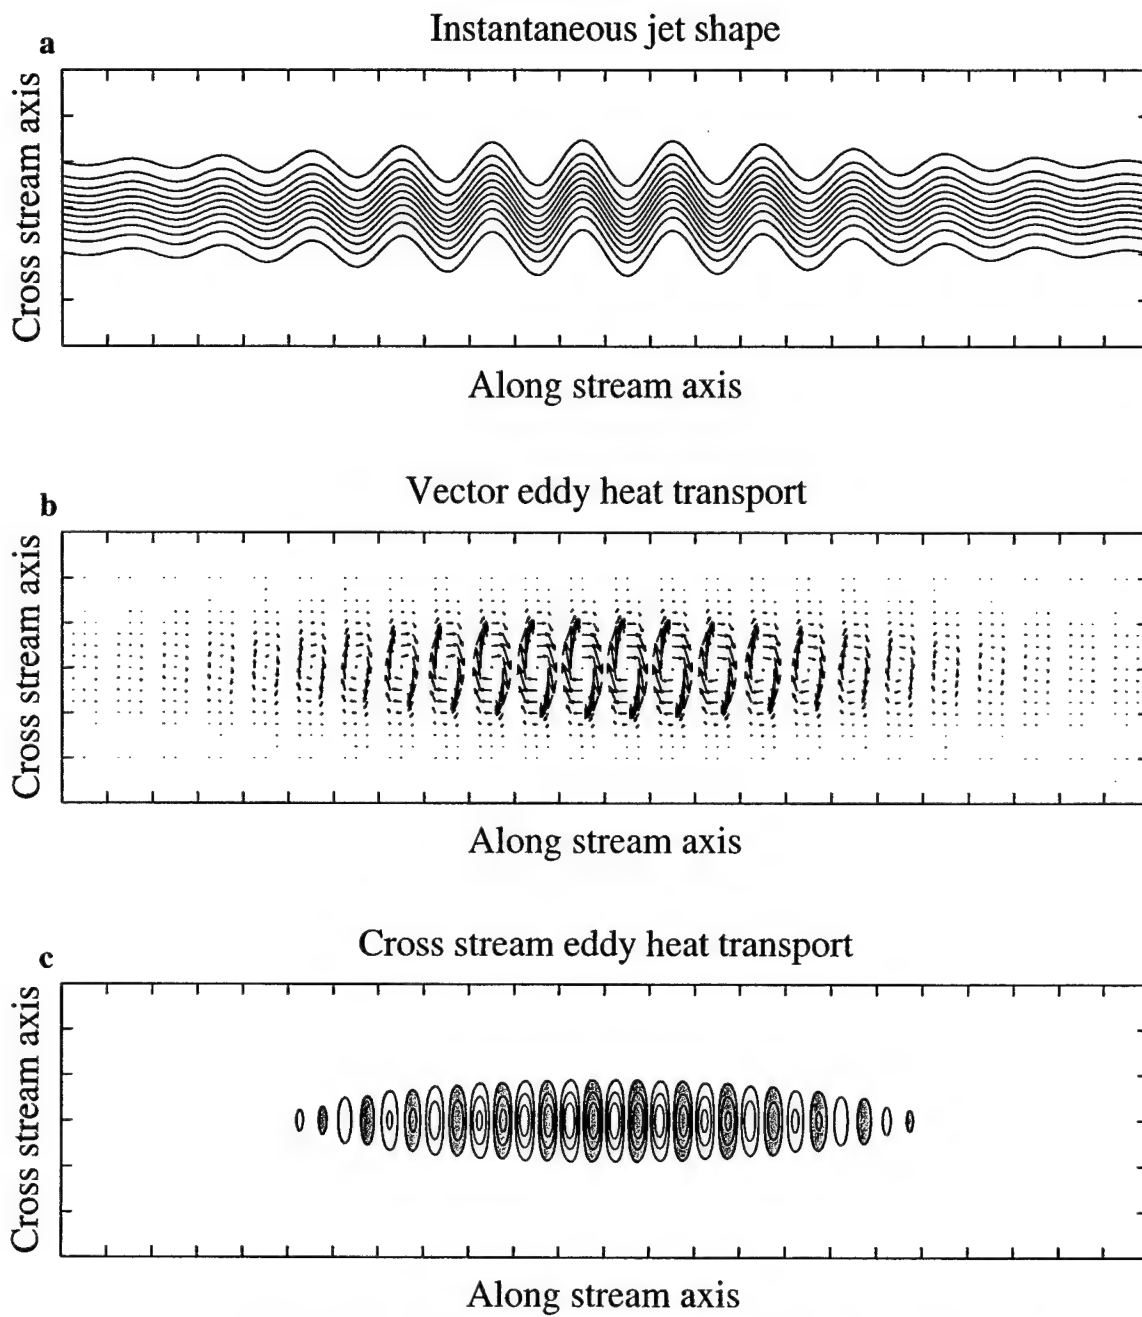 a
Instantaneous jet shape
Cross stream axis
Along stream axis
b
Vector eddy heat transport
Cross stream axis
Along stream axis
c
Cross stream eddy heat transport
Cross stream axis
Along stream axis